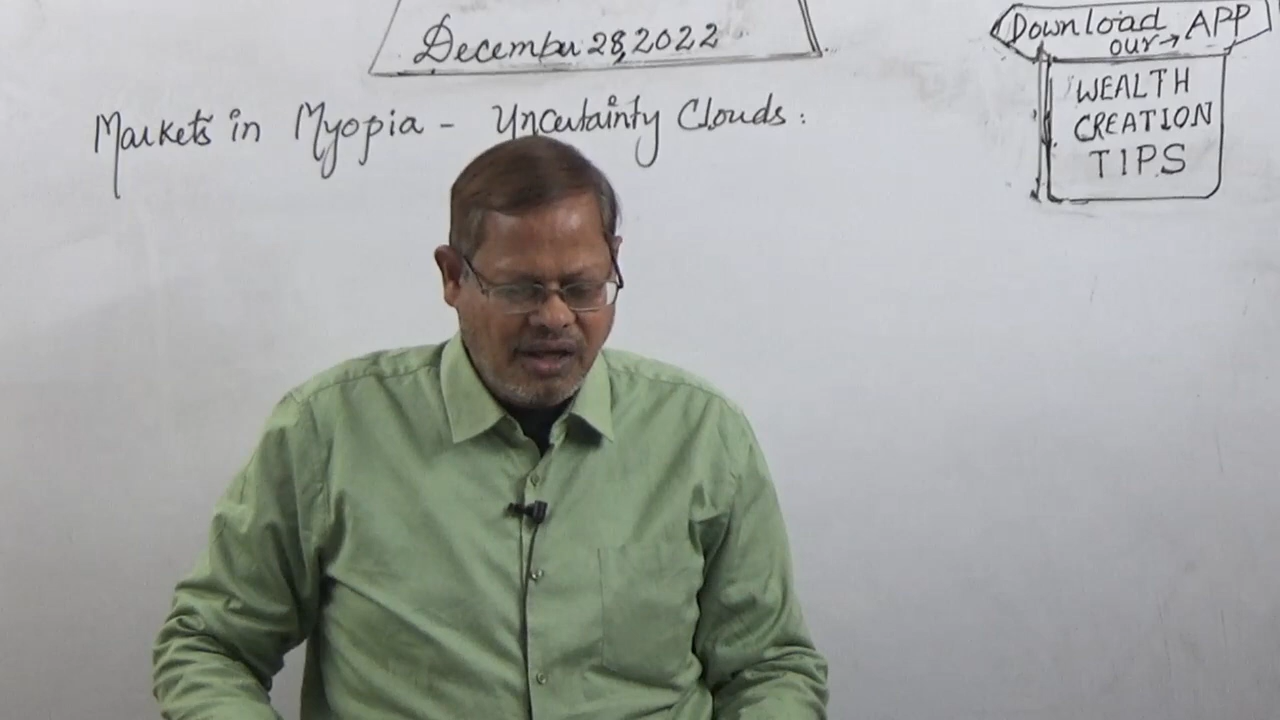 December 28, 2022
Markets in Myopia - Uncertainty Clouds:
Download
our → APP
WEALTH
CREATION
TIPS